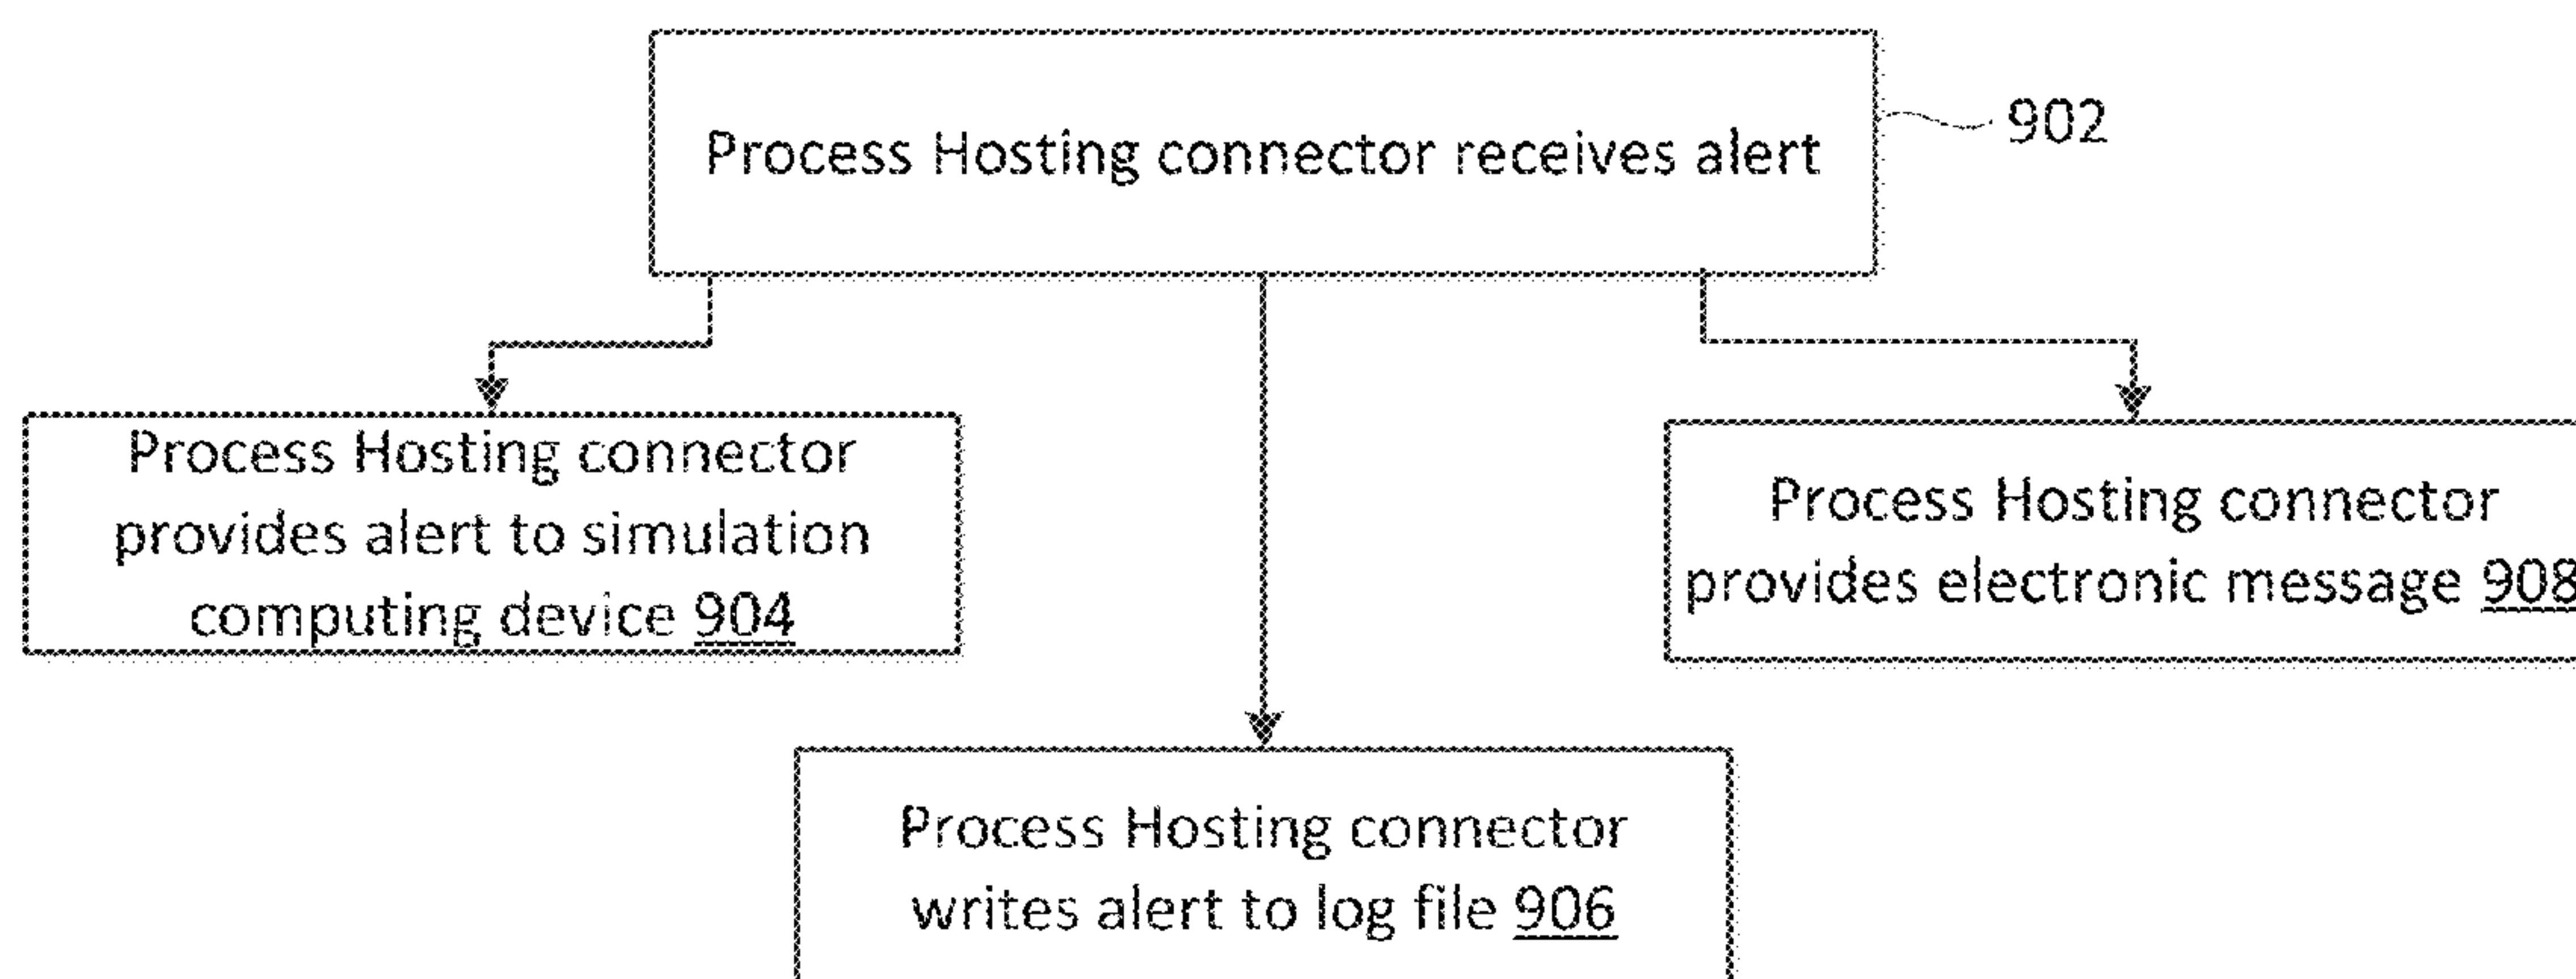 Process Hosting connector receives alert
902
Process Hosting connector
provides alert to simulation
computing device 904
Process Hosting connector
provides electronic message 908
Process Hosting connector
writes alert to log file 906